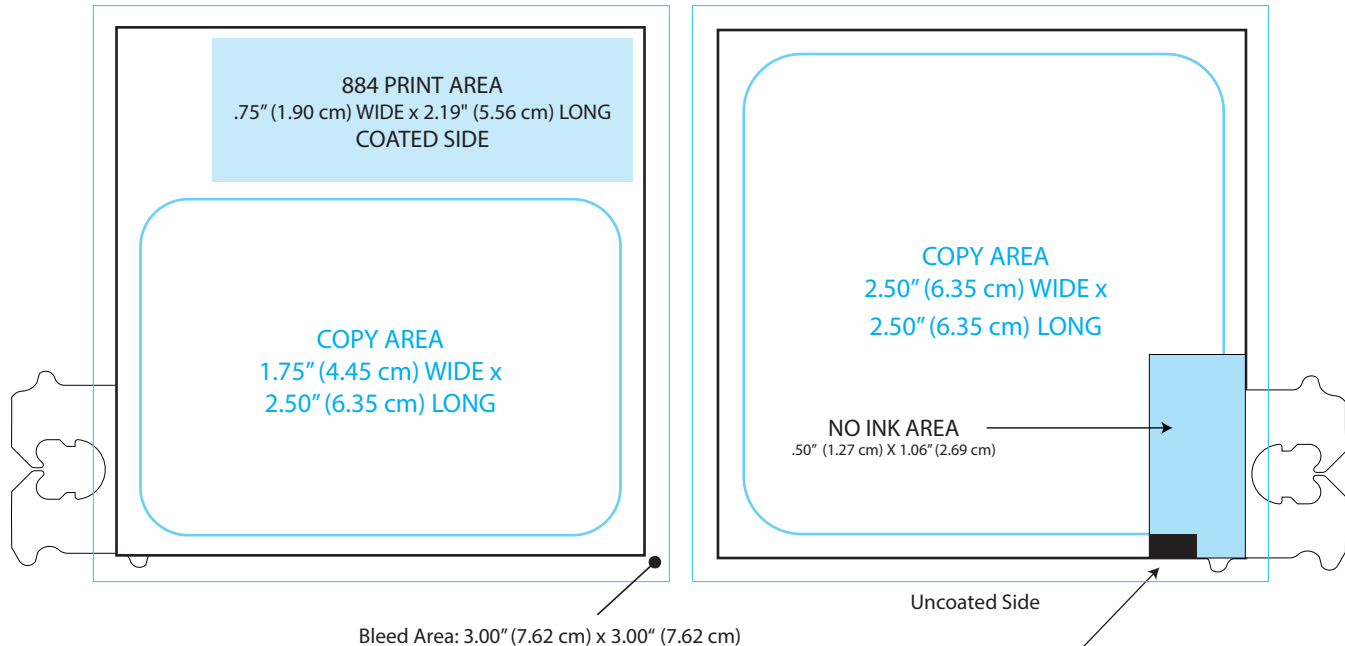 884 PRINT AREA
.75” (1.90 cm) WIDE x 2.19" (5.56 cm) LONG
COATED SIDE
COPY AREA
1.75” (4.45 cm) WIDE x
2.50” (6.35 cm) LONG
COPY AREA
2.50” (6.35 cm) WIDE x
2.50” (6.35 cm) LONG
NO INK AREA
.50” (1.27 cm) X 1.06” (2.69 cm)
Uncoated Side
Bleed Area: 3.00” (7.62 cm) x 3.00“ (7.62 cm)